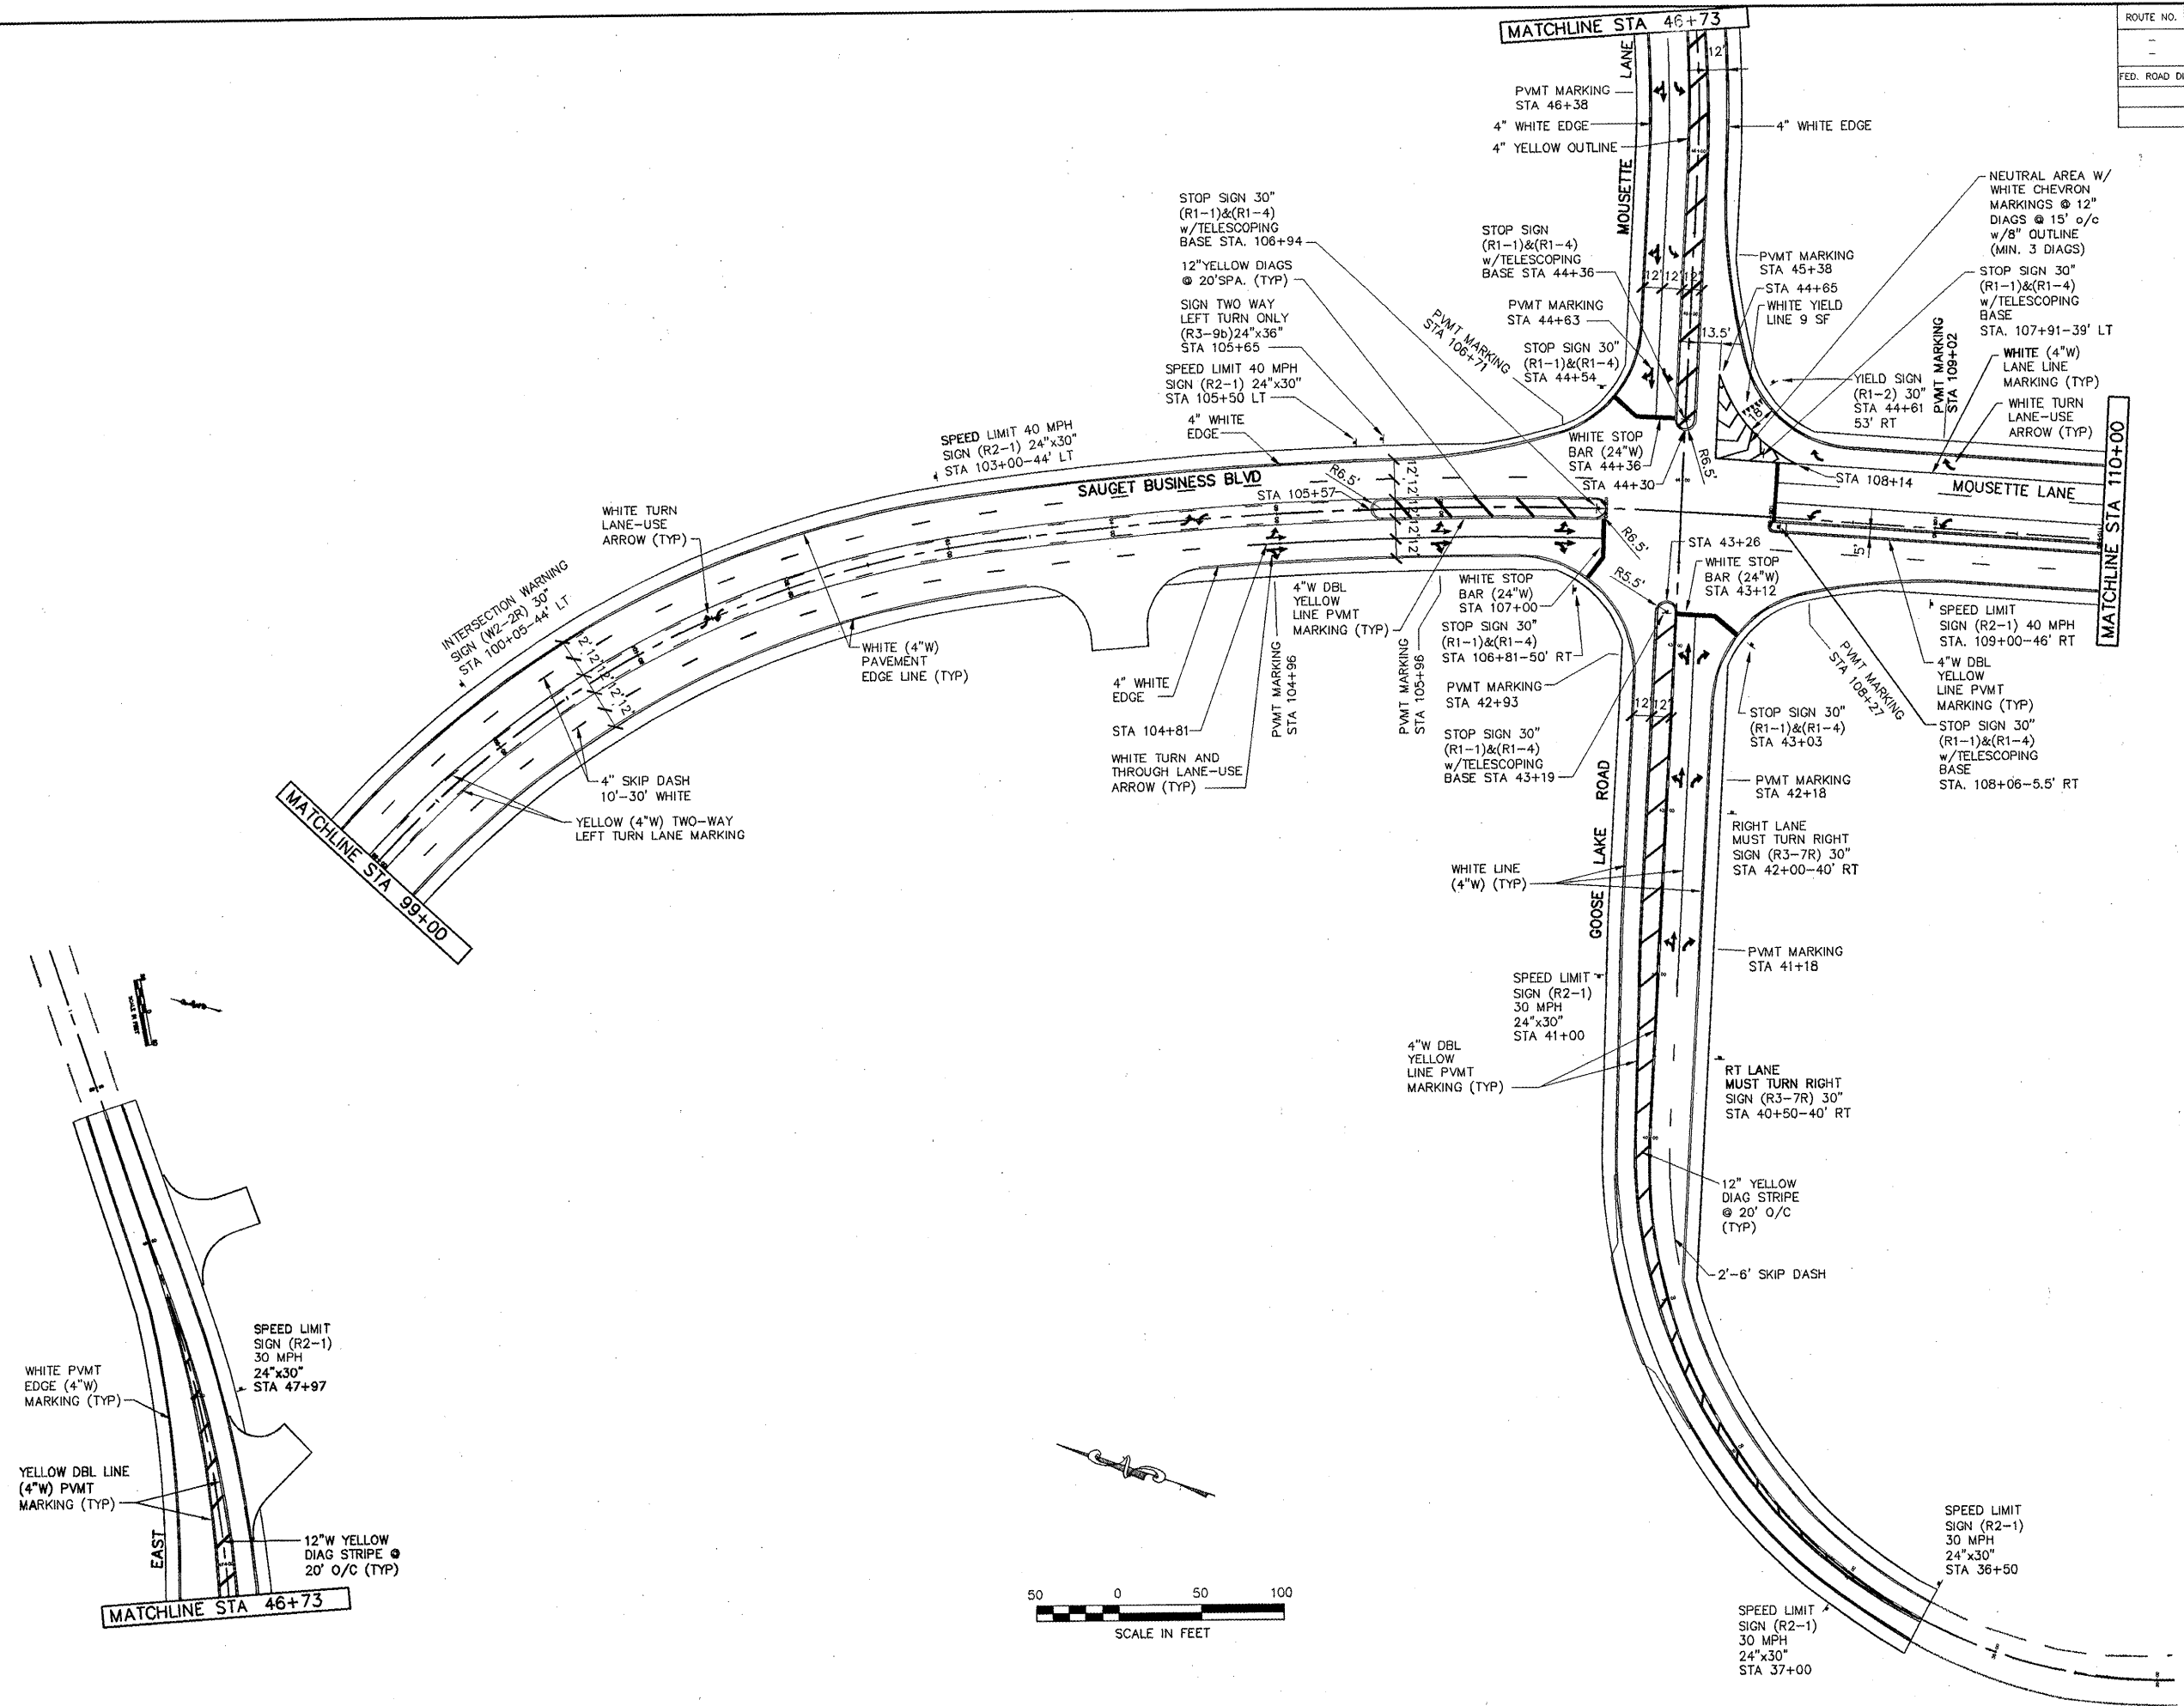 MATCHLINE STA 46+73
ROUTE NO.
-
-
FED. ROAD
LANE
MOUSETTE
12'
PVMT MARKING
STA 46+38
4" WHITE EDGE
4" YELLOW OUTLINE
4" WHITE EDGE
NEUTRAL AREA W/
WHITE CHEVRON
MARKINGS @ 12"
DIAGS @ 15' o/c
w/8" OUTLINE
(MIN. 3 DIAGS)
STOP SIGN 30"
(R1-1)&(R1-4)
w/TELESCOPING
BASE STA. 106+94
STOP SIGN
(R1-1)&(R1-4)
w/TELESCOPING
BASE STA 44+36
12"YELLOW DIAGS
@ 20'SPA. (TYP)
PVMT MARKING
STA 45+38
STA 44+65
WHITE YIELD
LINE 9 SF
STOP SIGN 30"
(R1-1)&(R1-4)
w/TELESCOPING
BASE
STA. 107+91-39' LT
SIGN TWO WAY
LEFT TURN ONLY
(R3-9b)24"x36"
STA 105+65
PVMT MARKING
STA 44+63
12'
12'
12'
13.5'
PVMT MARKING
STA 106+71
STOP SIGN 30"
(R1-1)&(R1-4)
STA 44+54
PVMT MARKING
STA 109+02
WHITE (4"W)
LANE LINE
MARKING (TYP)
SPEED LIMIT 40 MPH
SIGN (R2-1) 24"x30"
STA 105+50 LT
YIELD SIGN
(R1-2) 30"
STA 44+61
53' RT
18'
WHITE TURN
LANE-USE
ARROW (TYP)
4" WHITE
EDGE
SPEED LIMIT 40 MPH
SIGN (R2-1) 24"x30"
STA 103+00-44' LT
WHITE STOP
BAR (24"W)
STA 44+36
R6.5'
STA 44+30
STA 108+14
MOUSETTE LANE
MATCHLINE STA 110+00
SAUGET BUSINESS BLVD
R6.5'
STA 105+57
12'
12'
12'
12'
12'
R6.5'
WHITE TURN
LANE-USE
ARROW (TYP)
STA 43+26
WHITE STOP
BAR (24"W)
STA 43+12
5'
R5.5'
INTERSECTION WARNING
SIGN (W2-2R) 30"
STA 100+05-44' LT
12'
12'
12'
12'
12'
WHITE (4"W)
PAVEMENT
EDGE LINE (TYP)
4"W DBL
YELLOW
LINE PVMT
MARKING (TYP)
WHITE STOP
BAR (24"W)
STA 107+00
STOP SIGN 30"
(R1-1)&(R1-4)
STA 106+81-50' RT
SPEED LIMIT
SIGN (R2-1) 40 MPH
STA. 109+00-46' RT
4"W DBL
YELLOW
LINE PVMT
MARKING (TYP)
PVMT MARKING
STA 108+27
4" WHITE
EDGE
PVMT MARKING
STA 104+96
PVMT MARKING
STA 105+96
PVMT MARKING
STA 42+93
STA 104+81
12'
12'
STOP SIGN 30"
(R1-1)&(R1-4)
STA 43+03
STOP SIGN 30"
(R1-1)&(R1-4)
w/TELESCOPING
BASE
STA. 108+06-5.5' RT
STOP SIGN 30"
(R1-1)&(R1-4)
w/TELESCOPING
BASE STA 43+19
WHITE TURN AND
THROUGH LANE-USE
ARROW (TYP)
PVMT MARKING
STA 42+18
4" SKIP DASH
10'-30' WHITE
YELLOW (4"W) TWO-WAY
LEFT TURN LANE MARKING
MATCHLINE STA 99+00
RIGHT LANE
MUST TURN RIGHT
SIGN (R3-7R) 30"
STA 42+00-40' RT
WHITE LINE
(4"W) (TYP)
GOOSE LAKE ROAD
PVMT MARKING
STA 41+18
SPEED LIMIT
SIGN (R2-1)
30 MPH
24"x30"
STA 41+00
4"W DBL
YELLOW
LINE PVMT
MARKING (TYP)
RT LANE
MUST TURN RIGHT
SIGN (R3-7R) 30"
STA 40+50-40' RT
12" YELLOW
DIAG STRIPE
@ 20' O/C
(TYP)
2'-6' SKIP DASH
SPEED LIMIT
SIGN (R2-1)
30 MPH
24"x30"
STA 47+97
WHITE PVMT
EDGE (4"W)
MARKING (TYP)
YELLOW DBL LINE
(4"W) PVMT
MARKING (TYP)
EAST
12"W YELLOW
DIAG STRIPE @
20' O/C (TYP)
MATCHLINE STA 46+73
50 0 50 100
SCALE IN FEET
SPEED LIMIT
SIGN (R2-1)
30 MPH
24"x30"
STA 36+50
SPEED LIMIT
SIGN (R2-1)
30 MPH
24"x30"
STA 37+00